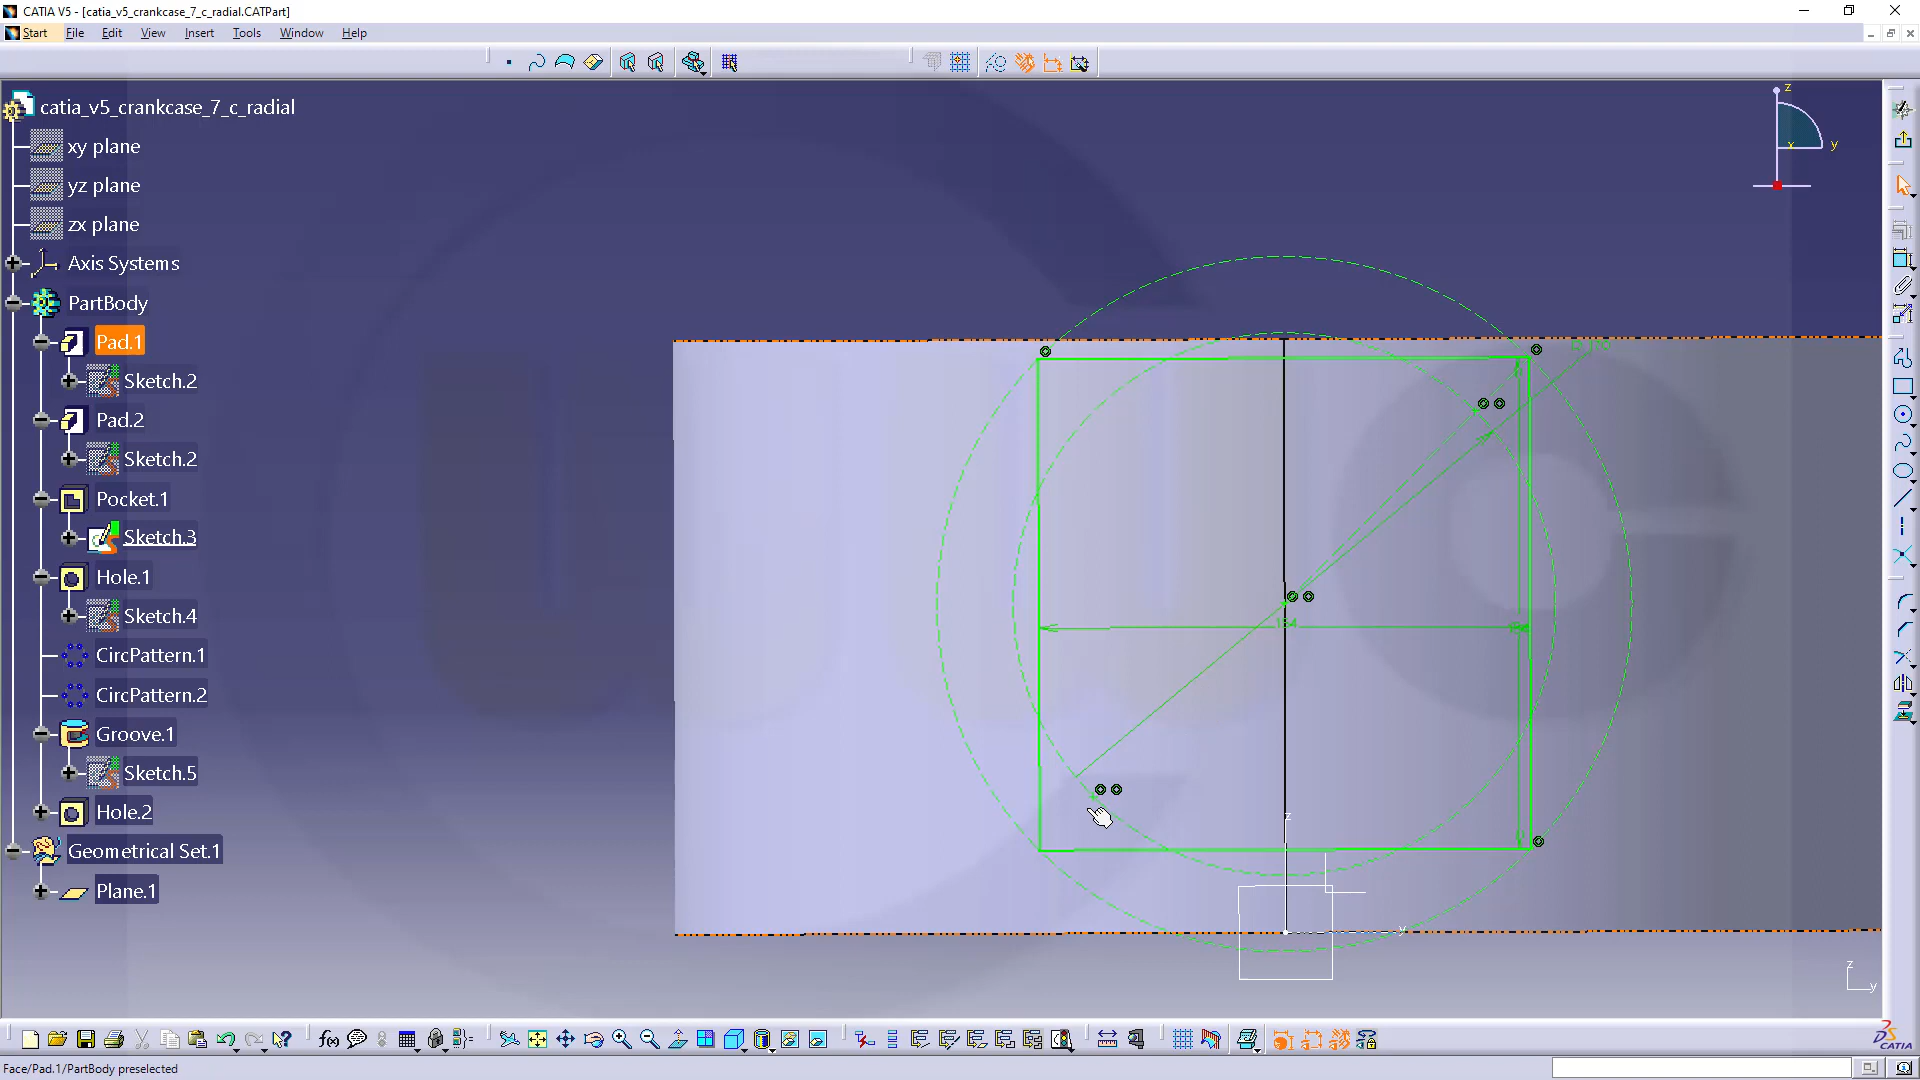 CATIA V5 - [catia_v5_crankcase_7_c_radial.CATPart]
Start File Edit View Insert Tools Window Help
catia_v5_crankcase_7_c_radial
xy plane
yz plane
zx plane
Axis Systems
PartBody
Pad.1
Sketch.2
Pad.2
Sketch.2
Pocket.1
Sketch.3
Hole.1
Sketch.4
CircPattern.1
CircPattern.2
Groove.1
Sketch.5
Hole.2
Geometrical Set.1
Plane.1
z
x
y
z
y
z
y
f(x)
CATIA
Face/Pad.1/PartBody preselected